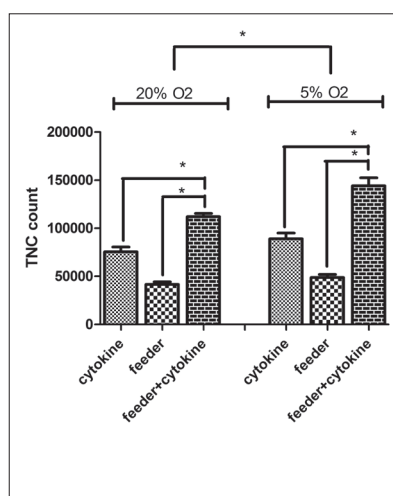 *
20% O2
5% O2
*
*
*
*
TNC count
200000
150000
100000
50000
0
cytokine
feeder
feeder+cytokine
cytokine
feeder
feeder+cytokine